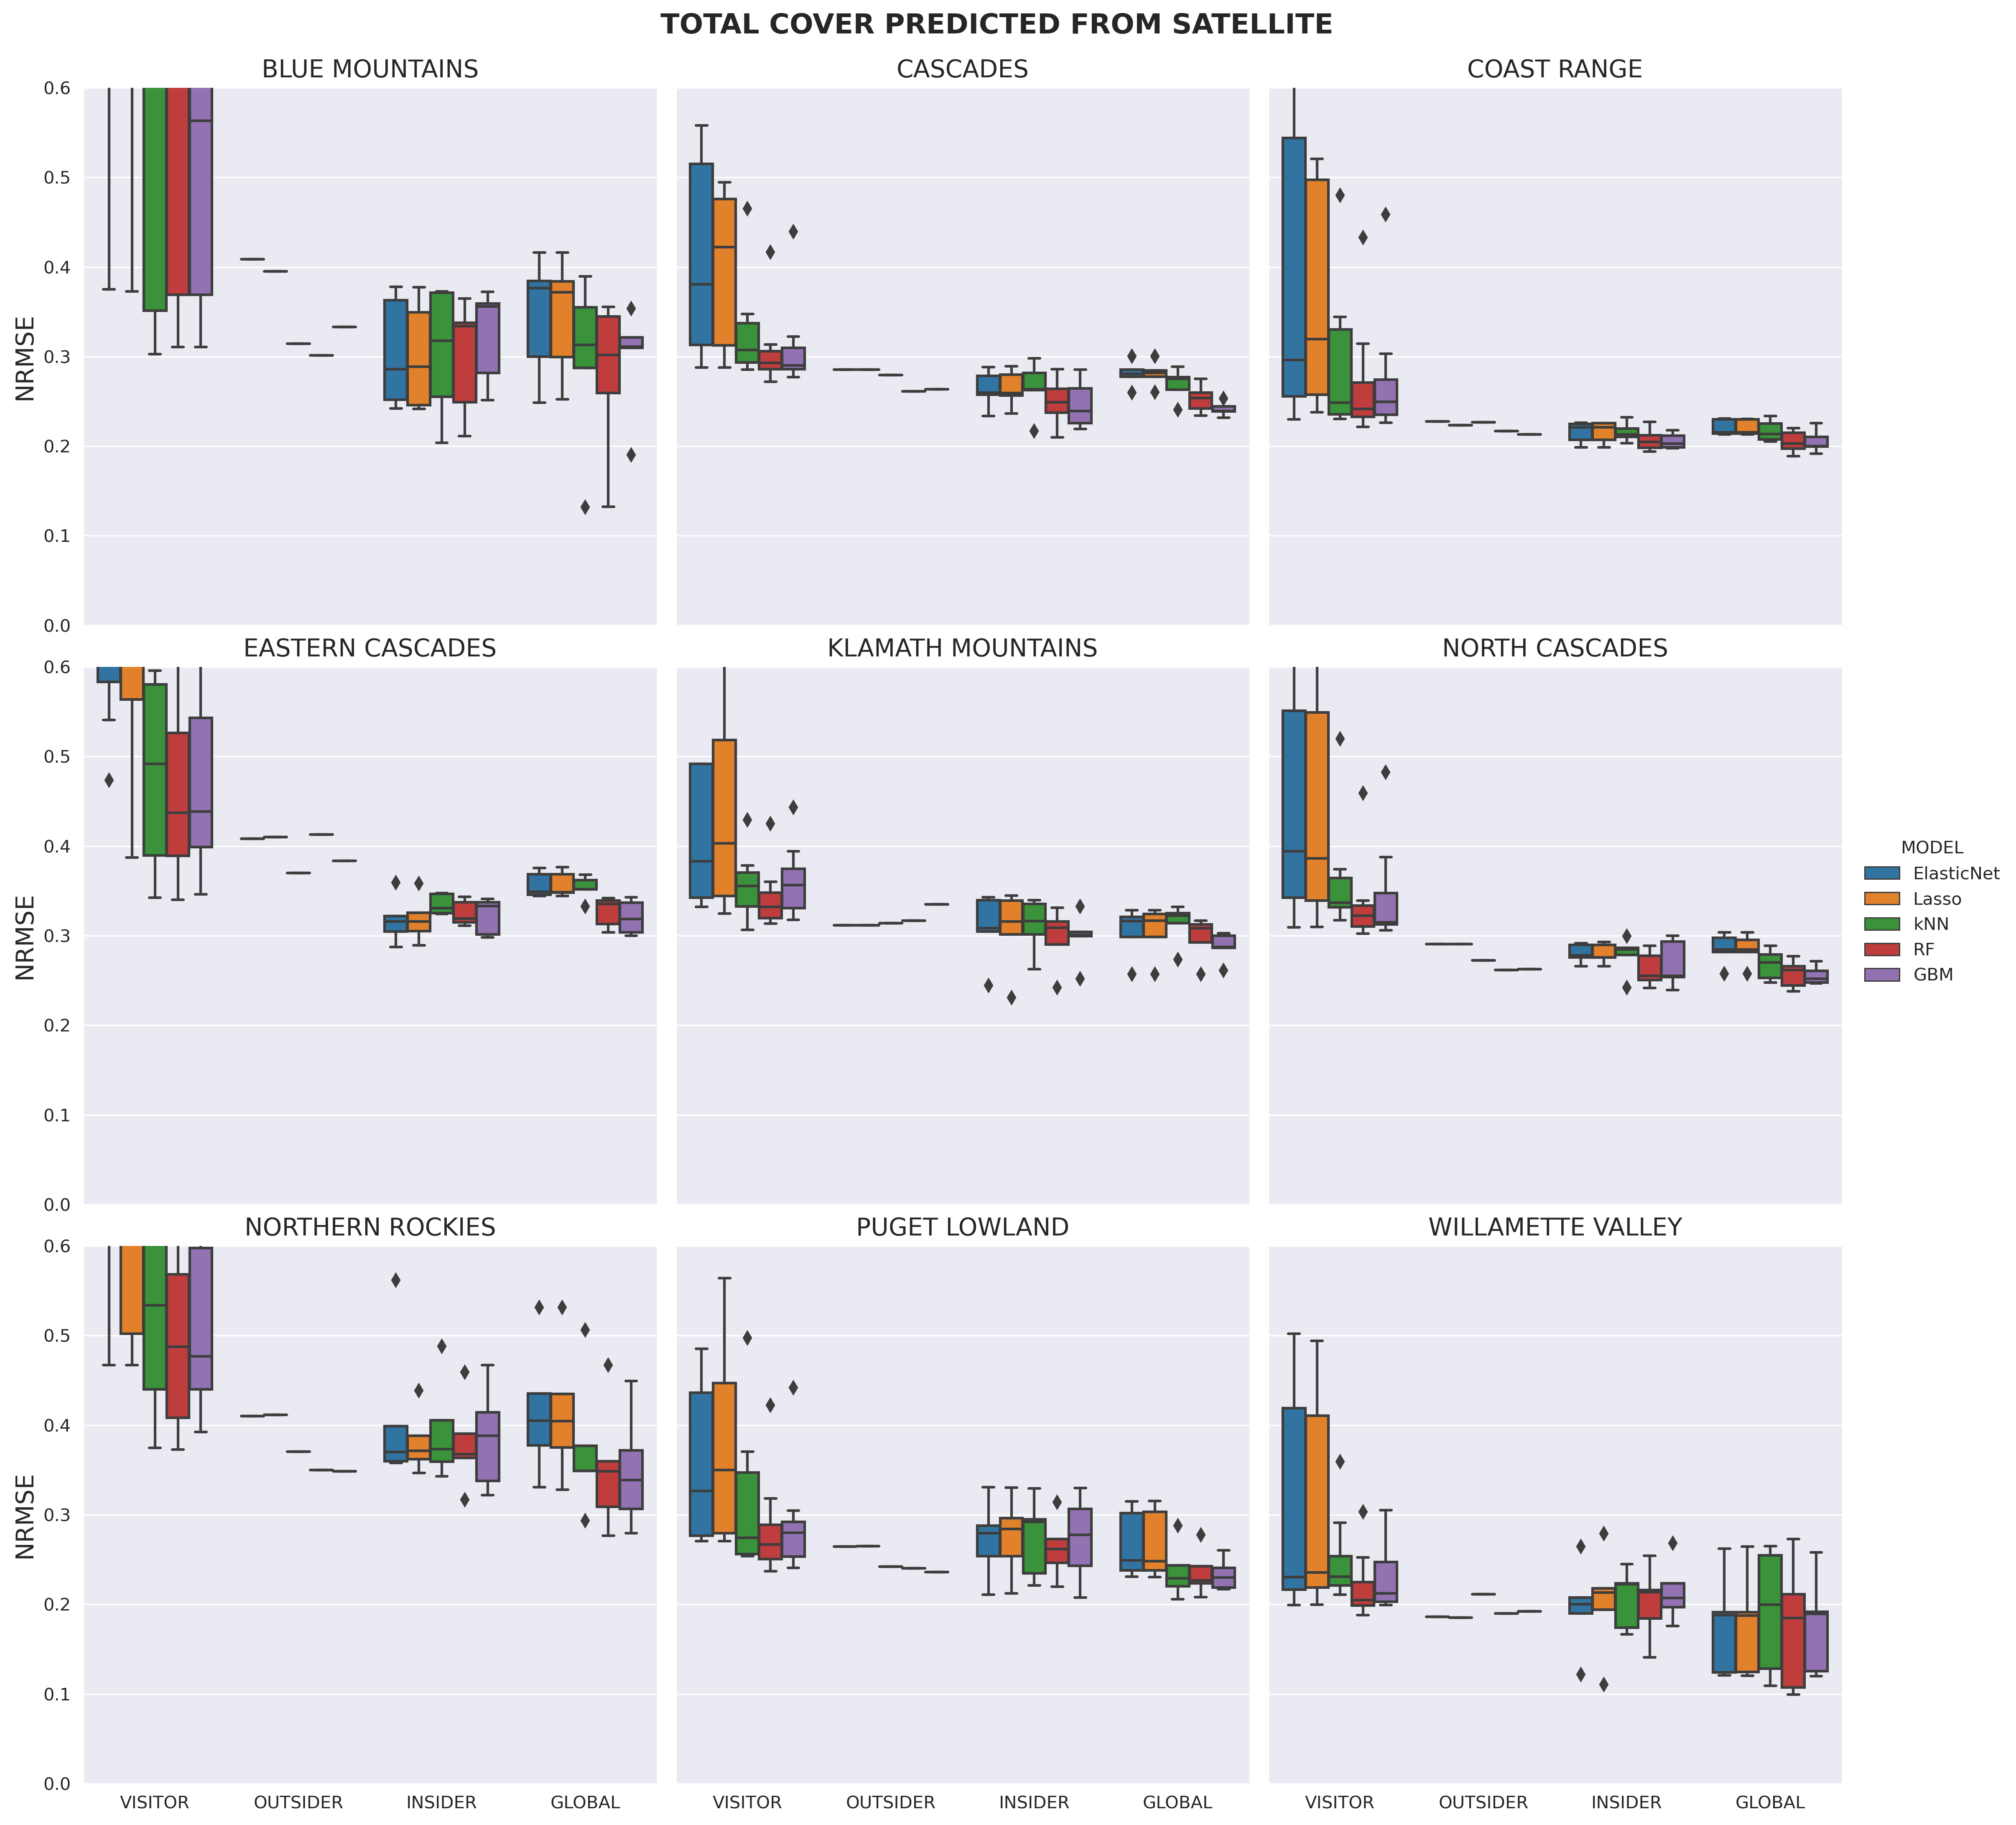 TOTAL COVER PREDICTED FROM SATELLITE
BLUE MOUNTAINS
CASCADES
COAST RANGE
NRMSE
0.6
0.5
0.4
0.3
0.2
0.1
0.0
EASTERN CASCADES
KLAMATH MOUNTAINS
NORTH CASCADES
NRMSE
0.6
0.5
0.4
0.3
0.2
0.1
0.0
MODEL
ElasticNet
Lasso
kNN
RF
GBM
NORTHERN ROCKIES
PUGET LOWLAND
WILLAMETTE VALLEY
NRMSE
0.6
0.5
0.4
0.3
0.2
0.1
0.0
VISITOR OUTSIDER INSIDER GLOBAL
VISITOR OUTSIDER INSIDER GLOBAL
VISITOR OUTSIDER INSIDER GLOBAL